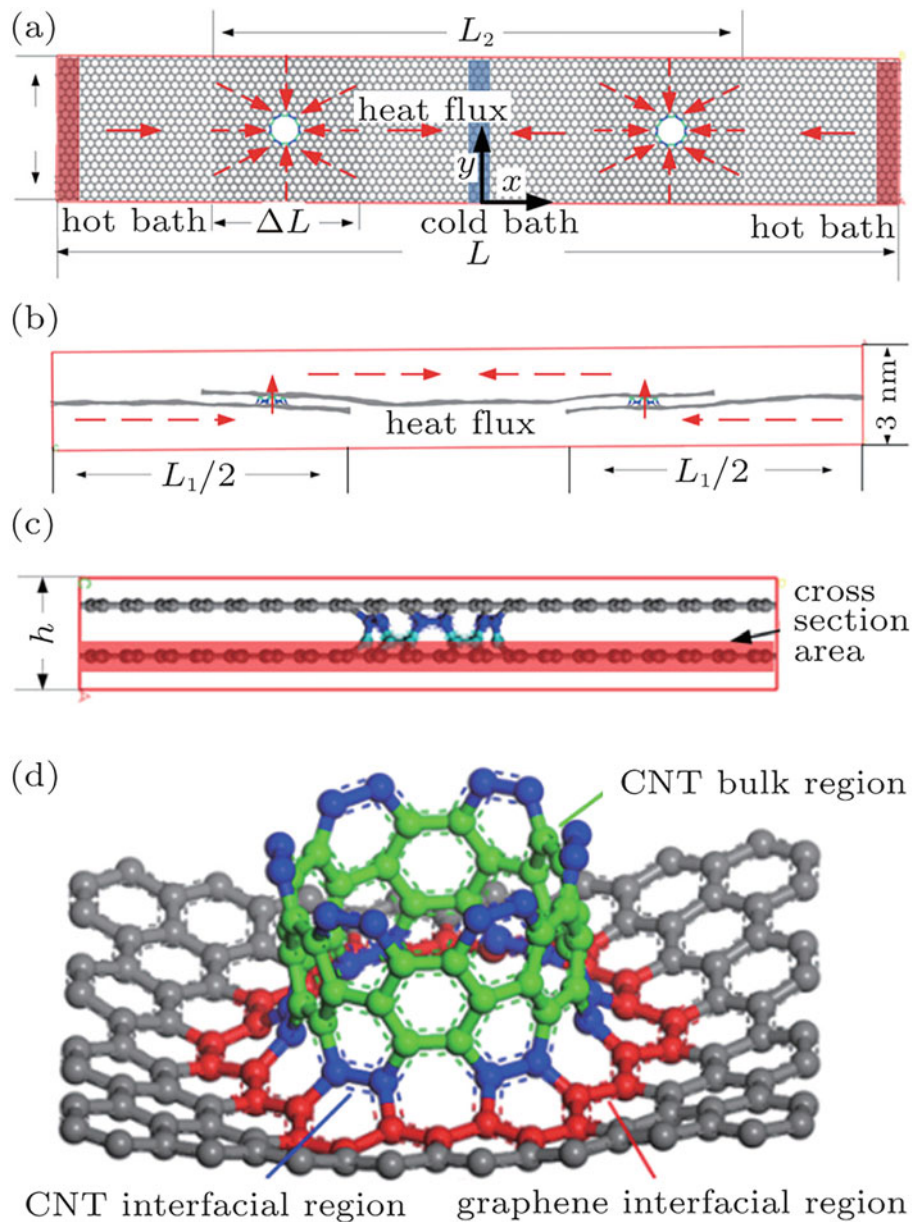 (a)
L₂
heat flux
y
x
hot bath
ΔL
cold bath
hot bath
L
(b)
heat flux
3 nm
L₁/2
L₁/2
(c)
h
cross
section
area
(d)
CNT bulk region
CNT interfacial region
graphene interfacial region